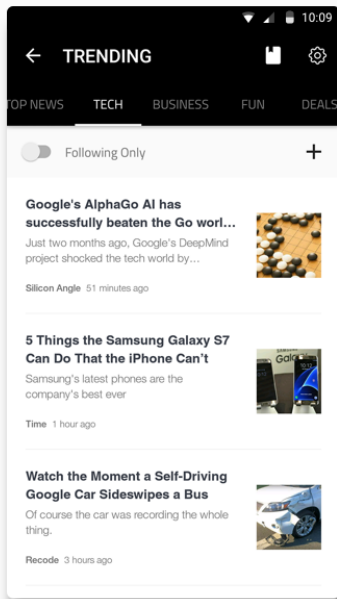 10:09
TRENDING
TOP NEWS TECH BUSINESS FUN DEALS
Following Only
Google's AlphaGo AI has
successfully beaten the Go worl...
Just two months ago, Google's DeepMind
project shocked the tech world by...
Silicon Angle 51 minutes ago
5 Things the Samsung Galaxy S7
Can Do That the iPhone Can't
Samsung's latest phones are the
company's best ever
Time 1 hour ago
Watch the Moment a Self-Driving
Google Car Sideswipes a Bus
Of course the car was recording the whole
thing.
Recode 3 hours ago